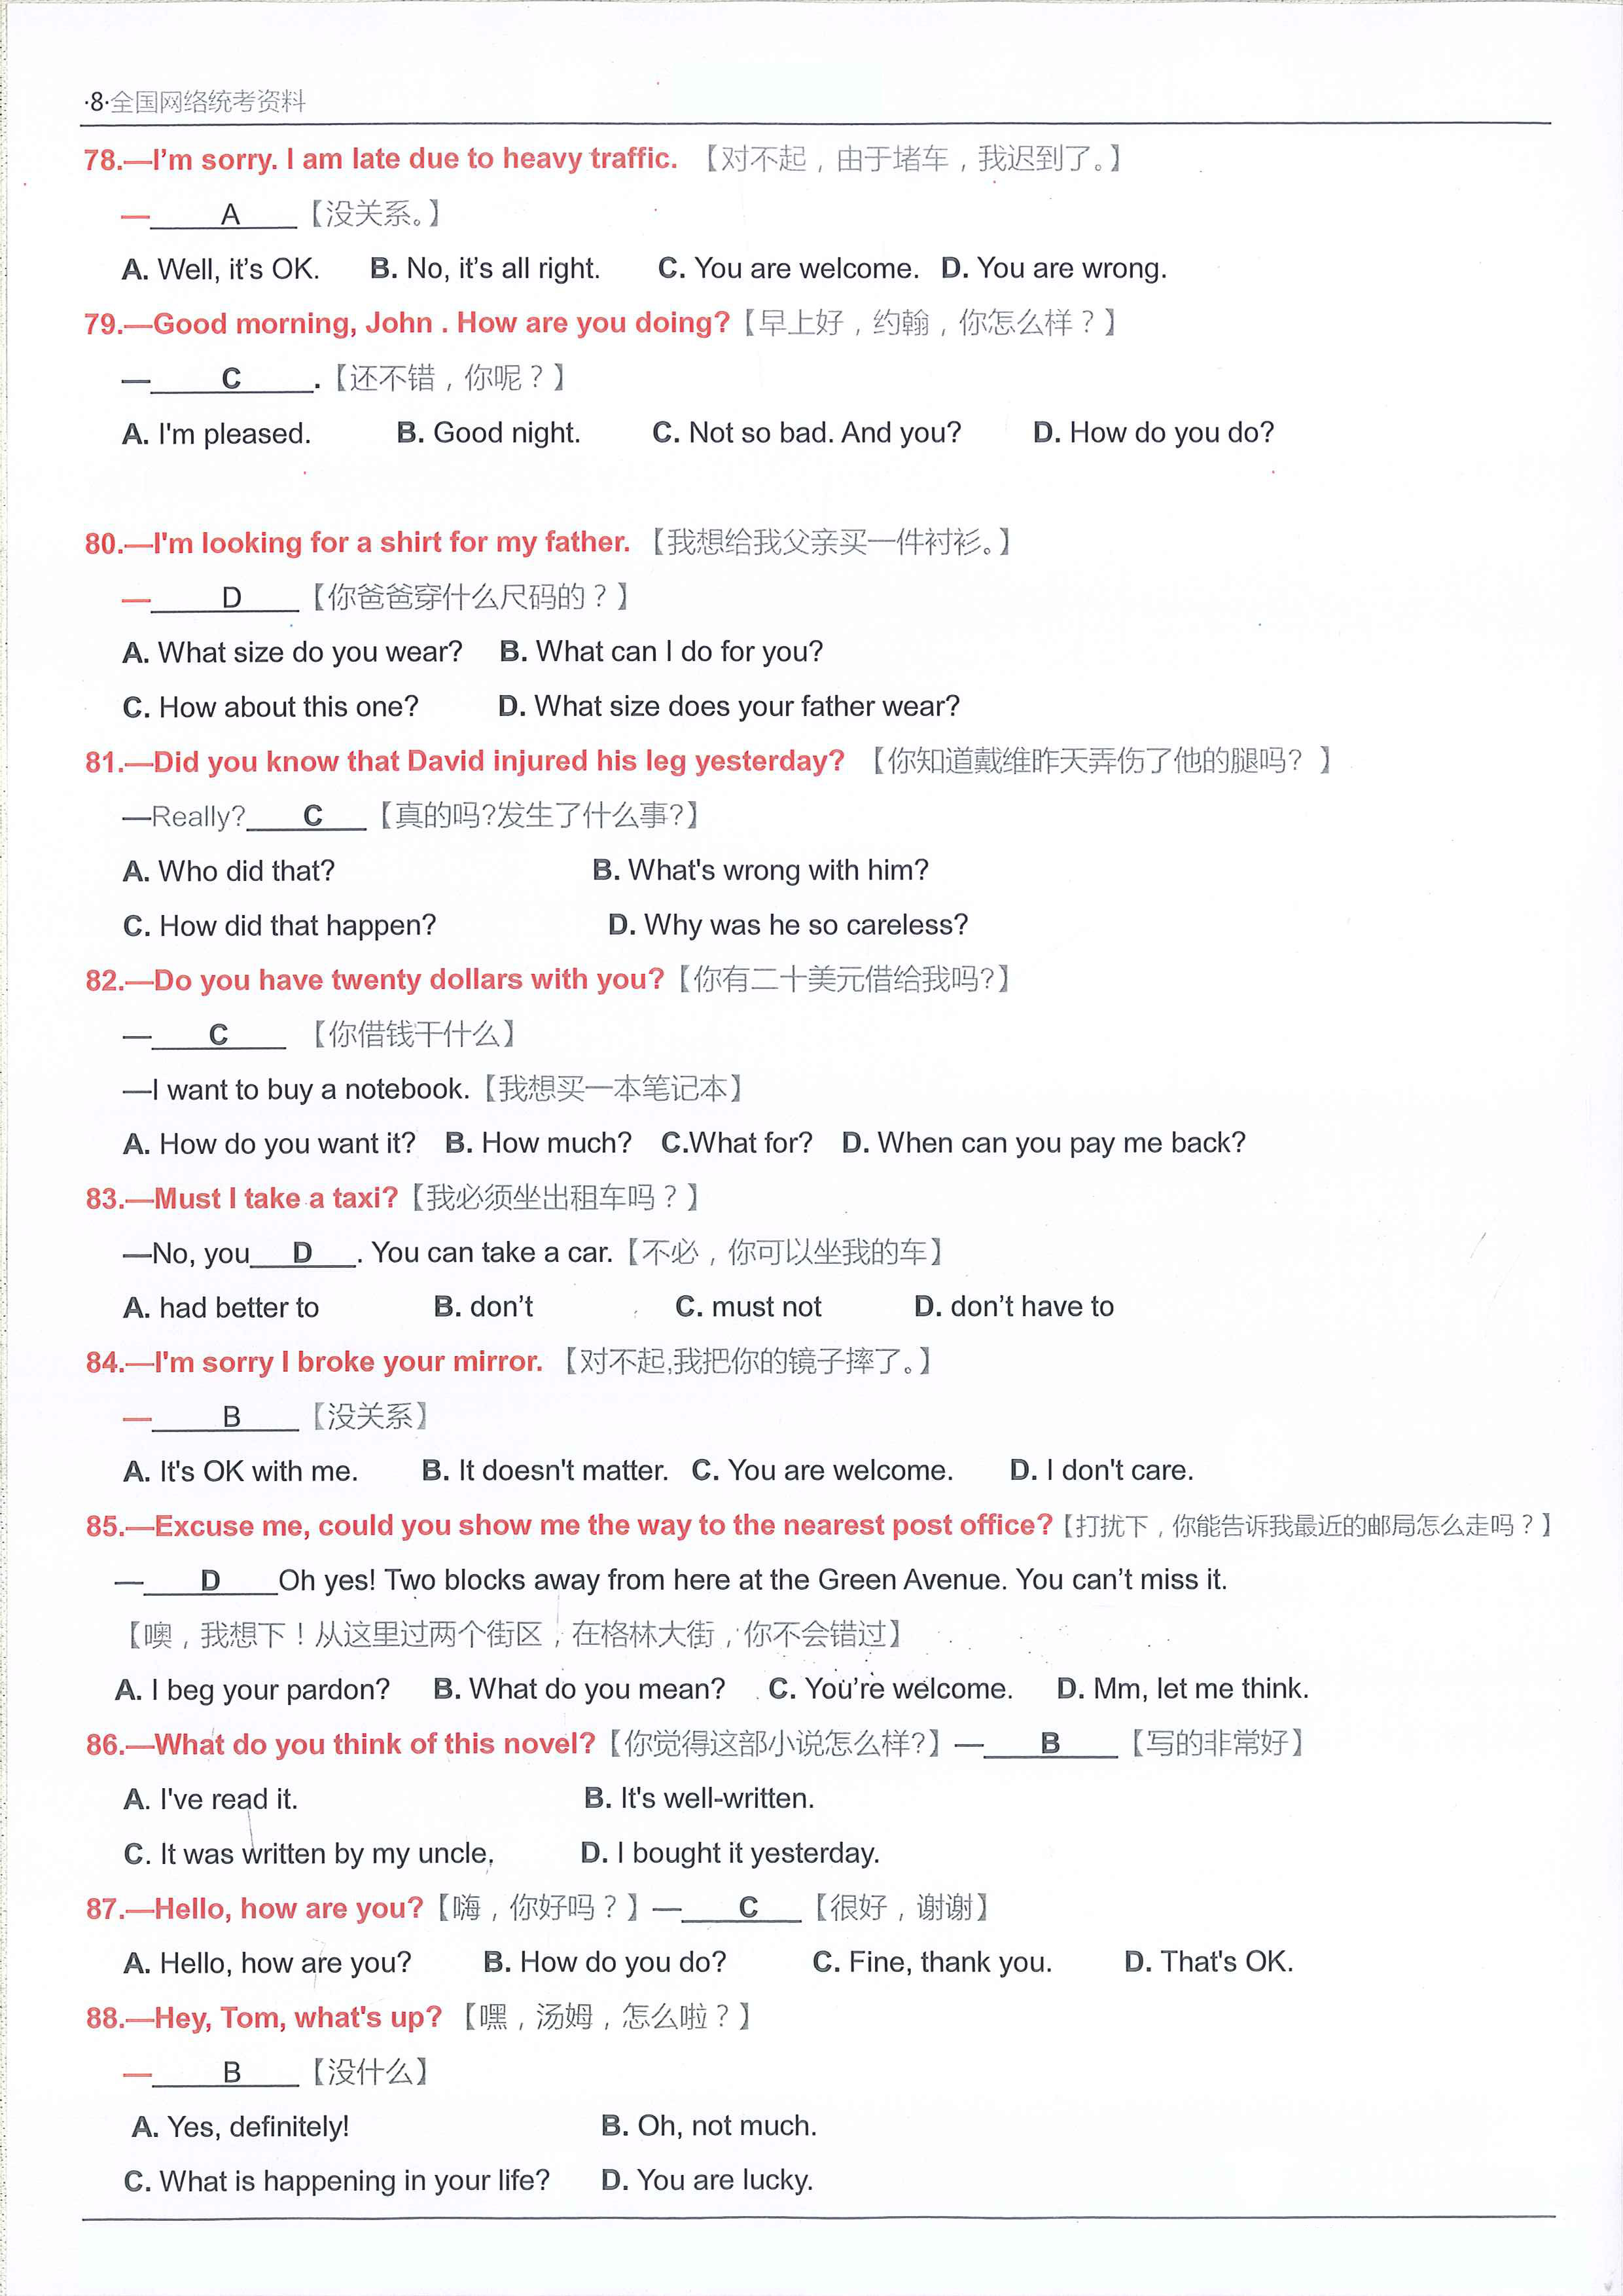 ·8·全国网络统考资料
78.—I’m sorry. I am late due to heavy traffic. 【对不起，由于堵车，我迟到了。】
—____A____【没关系。】
A. Well, it’s OK. B. No, it’s all right. C. You are welcome. D. You are wrong.
79.—Good morning, John . How are you doing?【早上好，约翰，你怎么样？】
—____C____.【还不错，你呢？】
A. I'm pleased. B. Good night. C. Not so bad. And you? D. How do you do?
80.—I'm looking for a shirt for my father. 【我想给我父亲买一件衬衫。】
—____D____【你爸爸穿什么尺码的？】
A. What size do you wear? B. What can I do for you?
C. How about this one? D. What size does your father wear?
81.—Did you know that David injured his leg yesterday? 【你知道戴维昨天弄伤了他的腿吗? 】
—Really?____C____【真的吗?发生了什么事?】
A. Who did that? B. What's wrong with him?
C. How did that happen? D. Why was he so careless?
82.—Do you have twenty dollars with you?【你有二十美元借给我吗?】
—____C____ 【你借钱干什么】
—I want to buy a notebook.【我想买一本笔记本】
A. How do you want it? B. How much? C.What for? D. When can you pay me back?
83.—Must I take a taxi?【我必须坐出租车吗？】
—No, you____D____. You can take a car.【不必，你可以坐我的车】
A. had better to B. don’t C. must not D. don’t have to
84.—I'm sorry I broke your mirror. 【对不起,我把你的镜子摔了。】
—____B____【没关系】
A. It's OK with me. B. It doesn't matter. C. You are welcome. D. I don't care.
85.—Excuse me, could you show me the way to the nearest post office?【打扰下，你能告诉我最近的邮局怎么走吗？】
—____D____Oh yes! Two blocks away from here at the Green Avenue. You can’t miss it.
【噢，我想下！从这里过两个街区，在格林大街，你不会错过】
A. I beg your pardon? B. What do you mean? C. You’re welcome. D. Mm, let me think.
86.—What do you think of this novel?【你觉得这部小说怎么样?】—____B____【写的非常好】
A. I've read it. B. It's well-written.
C. It was written by my uncle. D. I bought it yesterday.
87.—Hello, how are you?【嗨，你好吗？】—____C____【很好，谢谢】
A. Hello, how are you? B. How do you do? C. Fine, thank you. D. That's OK.
88.—Hey, Tom, what's up? 【嘿，汤姆，怎么啦？】
—____B____【没什么】
A. Yes, definitely! B. Oh, not much.
C. What is happening in your life? D. You are lucky.